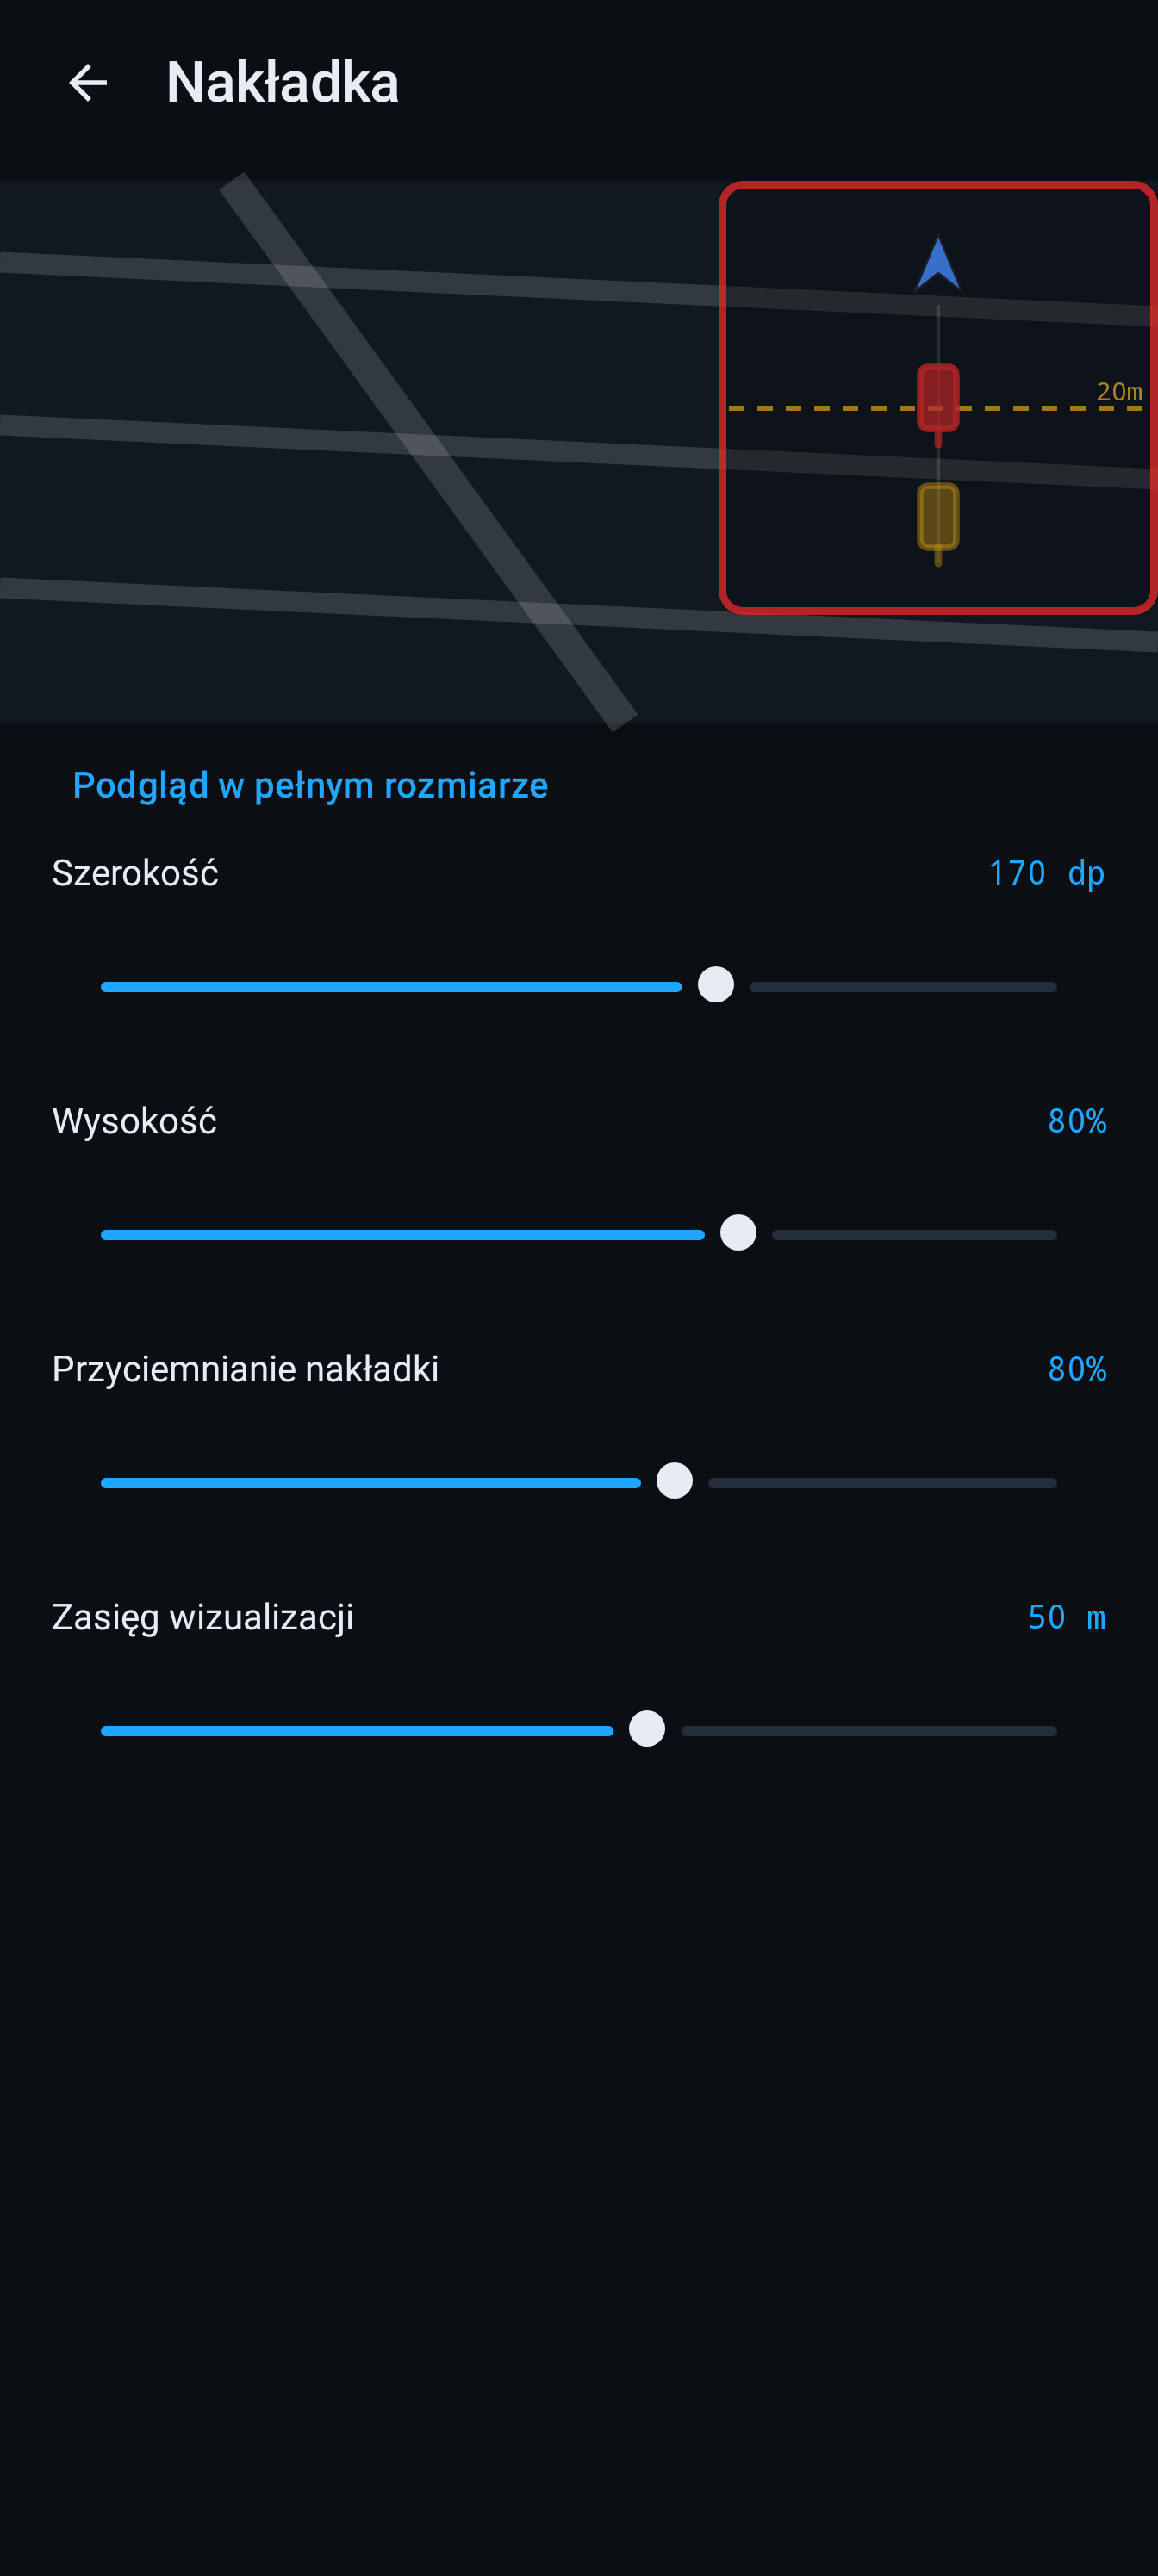 Nakładka
20m
Podgląd w pełnym rozmiarze
Szerokość 170 dp
Wysokość 80%
Przyciemnianie nakładki 80%
Zasięg wizualizacji 50 m